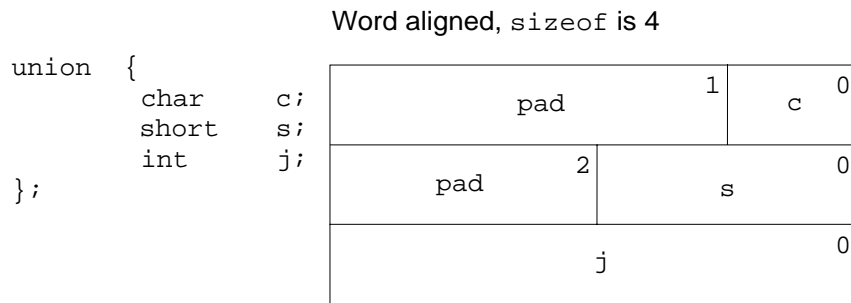 Word aligned, sizeof is 4
union {
char c;
short s;
int j;
};
pad 1 c 0
pad 2 s 0
j 0